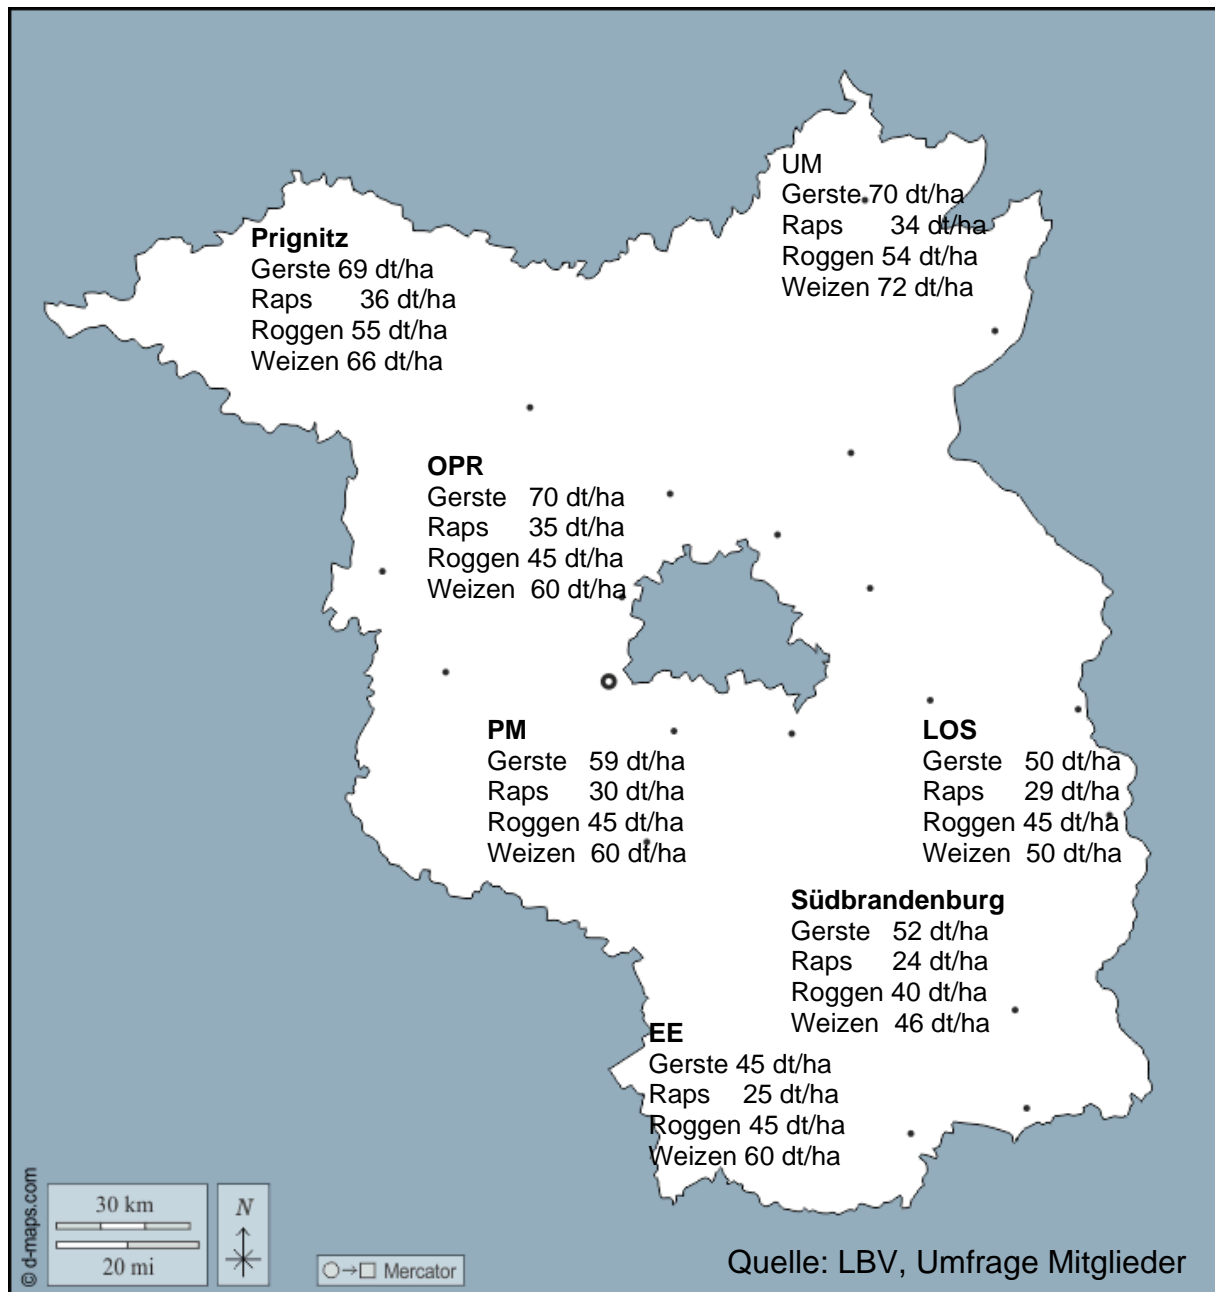 UM
Gerste 70 dt/ha
Raps 34 dt/ha
Roggen 54 dt/ha
Weizen 72 dt/ha
Prignitz
Gerste 69 dt/ha
Raps 36 dt/ha
Roggen 55 dt/ha
Weizen 66 dt/ha
OPR
Gerste 70 dt/ha
Raps 35 dt/ha
Roggen 45 dt/ha
Weizen 60 dt/ha
PM
Gerste 59 dt/ha
Raps 30 dt/ha
Roggen 45 dt/ha
Weizen 60 dt/ha
LOS
Gerste 50 dt/ha
Raps 29 dt/ha
Roggen 45 dt/ha
Weizen 50 dt/ha
Südbrandenburg
Gerste 52 dt/ha
Raps 24 dt/ha
Roggen 40 dt/ha
Weizen 46 dt/ha
EE
Gerste 45 dt/ha
Raps 25 dt/ha
Roggen 45 dt/ha
Weizen 60 dt/ha
© d-maps.com
30 km
20 mi
N
Mercator
Quelle: LBV, Umfrage Mitglieder